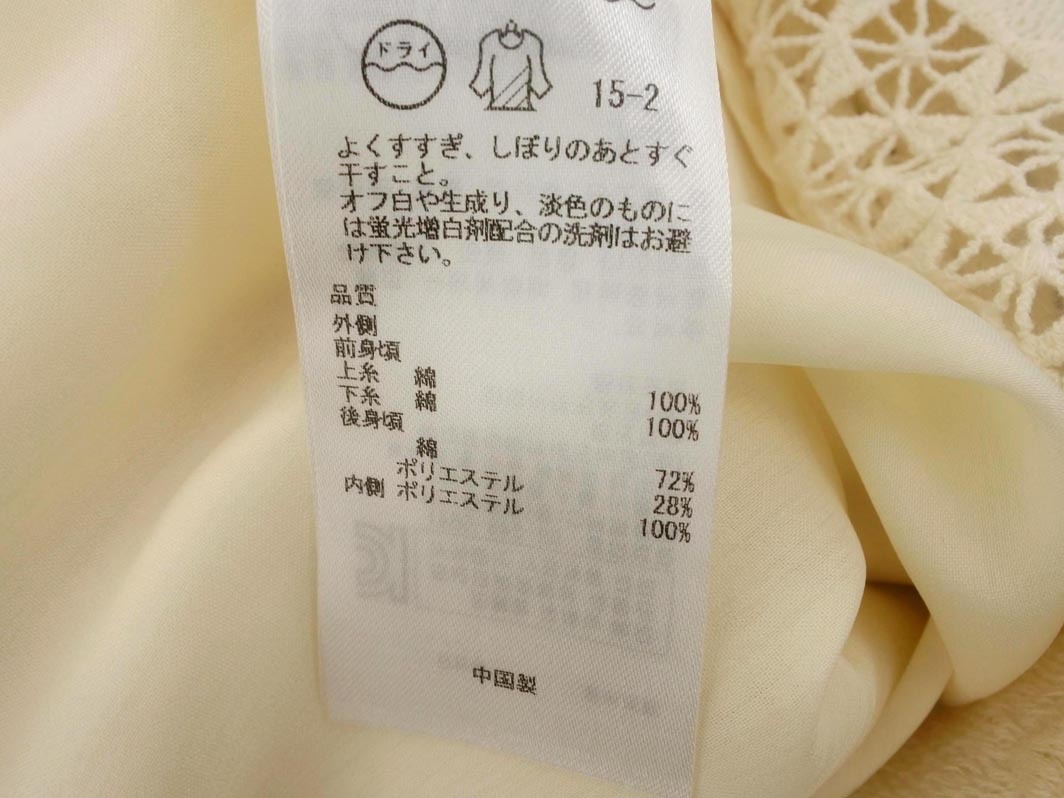 ドライ
15-2
よくすすぎ、しぼりのあとすぐ
干すこと。
オフ白や生成り、淡色のものに
は蛍光増白剤配合の洗剤はお避
け下さい。
品質
外側
前身頃
上糸 綿 100%
下糸 綿 100%
後身頃
綿 72%
ポリエステル 28%
内側 ポリエステル 100%
中国製